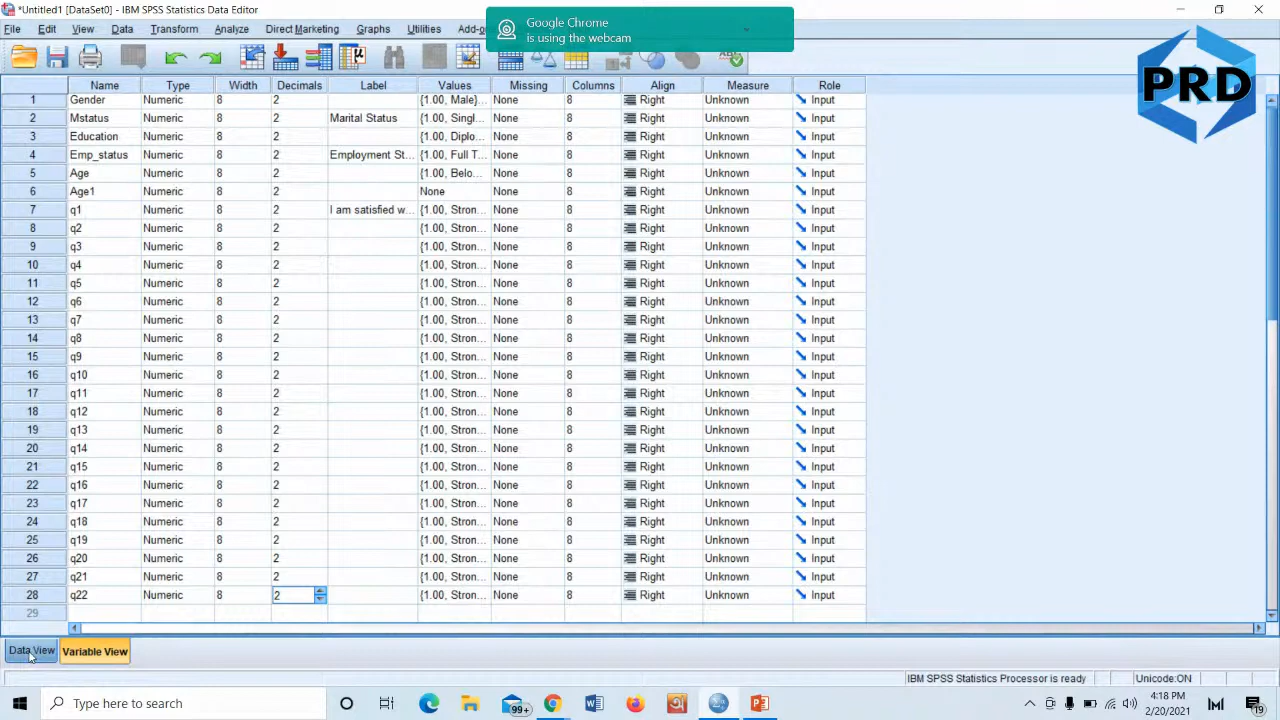 *Untitled1 [DataSet0] - IBM SPSS Statistics Data Editor
File Edit View Data Transform Analyze Direct Marketing Graphs Utilities Add-o
Google Chrome
is using the webcam
PRD
Name Type Width Decimals Label Values Missing Columns Align Measure Role
1 Gender Numeric 8 2 {1.00, Male}... None 8 Right Unknown Input
2 Mstatus Numeric 8 2 Marital Status {1.00, Singl... None 8 Right Unknown Input
3 Education Numeric 8 2 {1.00, Diplo... None 8 Right Unknown Input
4 Emp_status Numeric 8 2 Employment St... {1.00, Full T... None 8 Right Unknown Input
5 Age Numeric 8 2 {1.00, Belo... None 8 Right Unknown Input
6 Age1 Numeric 8 2 None None 8 Right Unknown Input
7 q1 Numeric 8 2 I am satisfied w... {1.00, Stron... None 8 Right Unknown Input
8 q2 Numeric 8 2 {1.00, Stron... None 8 Right Unknown Input
9 q3 Numeric 8 2 {1.00, Stron... None 8 Right Unknown Input
10 q4 Numeric 8 2 {1.00, Stron... None 8 Right Unknown Input
11 q5 Numeric 8 2 {1.00, Stron... None 8 Right Unknown Input
12 q6 Numeric 8 2 {1.00, Stron... None 8 Right Unknown Input
13 q7 Numeric 8 2 {1.00, Stron... None 8 Right Unknown Input
14 q8 Numeric 8 2 {1.00, Stron... None 8 Right Unknown Input
15 q9 Numeric 8 2 {1.00, Stron... None 8 Right Unknown Input
16 q10 Numeric 8 2 {1.00, Stron... None 8 Right Unknown Input
17 q11 Numeric 8 2 {1.00, Stron... None 8 Right Unknown Input
18 q12 Numeric 8 2 {1.00, Stron... None 8 Right Unknown Input
19 q13 Numeric 8 2 {1.00, Stron... None 8 Right Unknown Input
20 q14 Numeric 8 2 {1.00, Stron... None 8 Right Unknown Input
21 q15 Numeric 8 2 {1.00, Stron... None 8 Right Unknown Input
22 q16 Numeric 8 2 {1.00, Stron... None 8 Right Unknown Input
23 q17 Numeric 8 2 {1.00, Stron... None 8 Right Unknown Input
24 q18 Numeric 8 2 {1.00, Stron... None 8 Right Unknown Input
25 q19 Numeric 8 2 {1.00, Stron... None 8 Right Unknown Input
26 q20 Numeric 8 2 {1.00, Stron... None 8 Right Unknown Input
27 q21 Numeric 8 2 {1.00, Stron... None 8 Right Unknown Input
28 q22 Numeric 8 2 {1.00, Stron... None 8 Right Unknown Input
29
Data View Variable View
IBM SPSS Statistics Processor is ready Unicode:ON
Type here to search 99+ 4:18 PM
2/20/2021 19